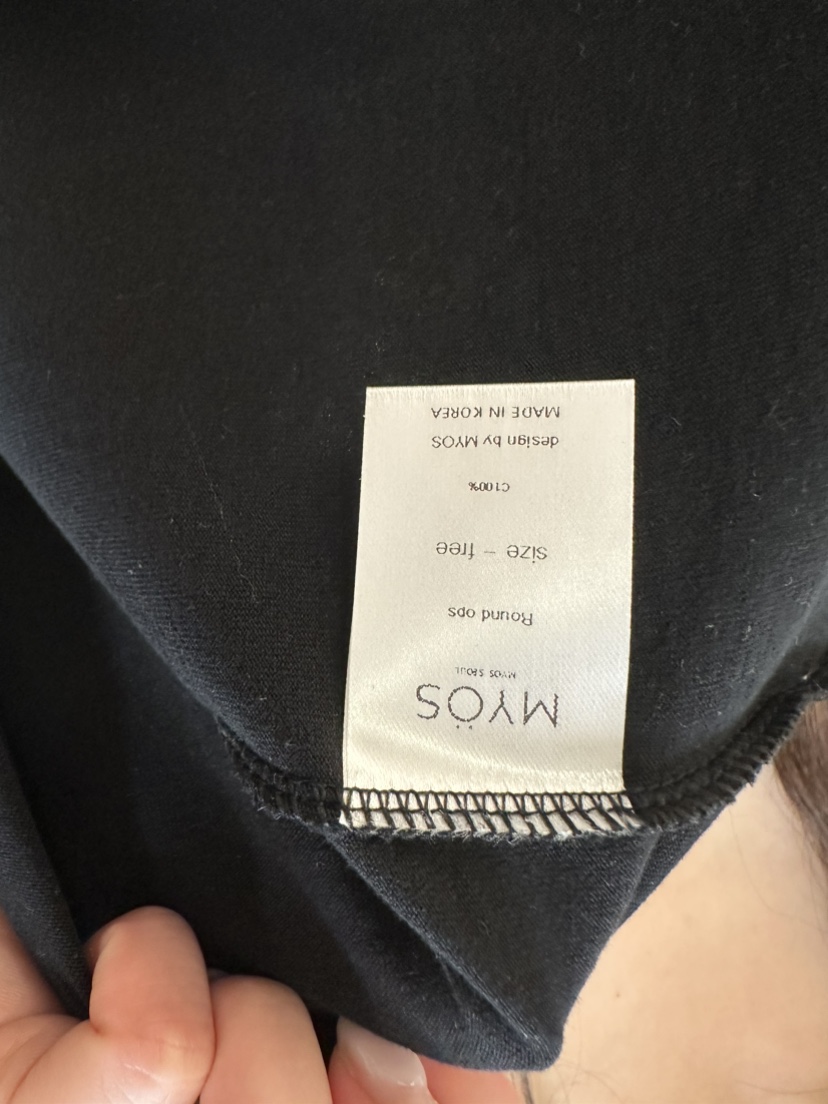 MYÖS
MYOS SEOUL
Round ops
size - free
C100%
design by MYOS
MADE IN KOREA